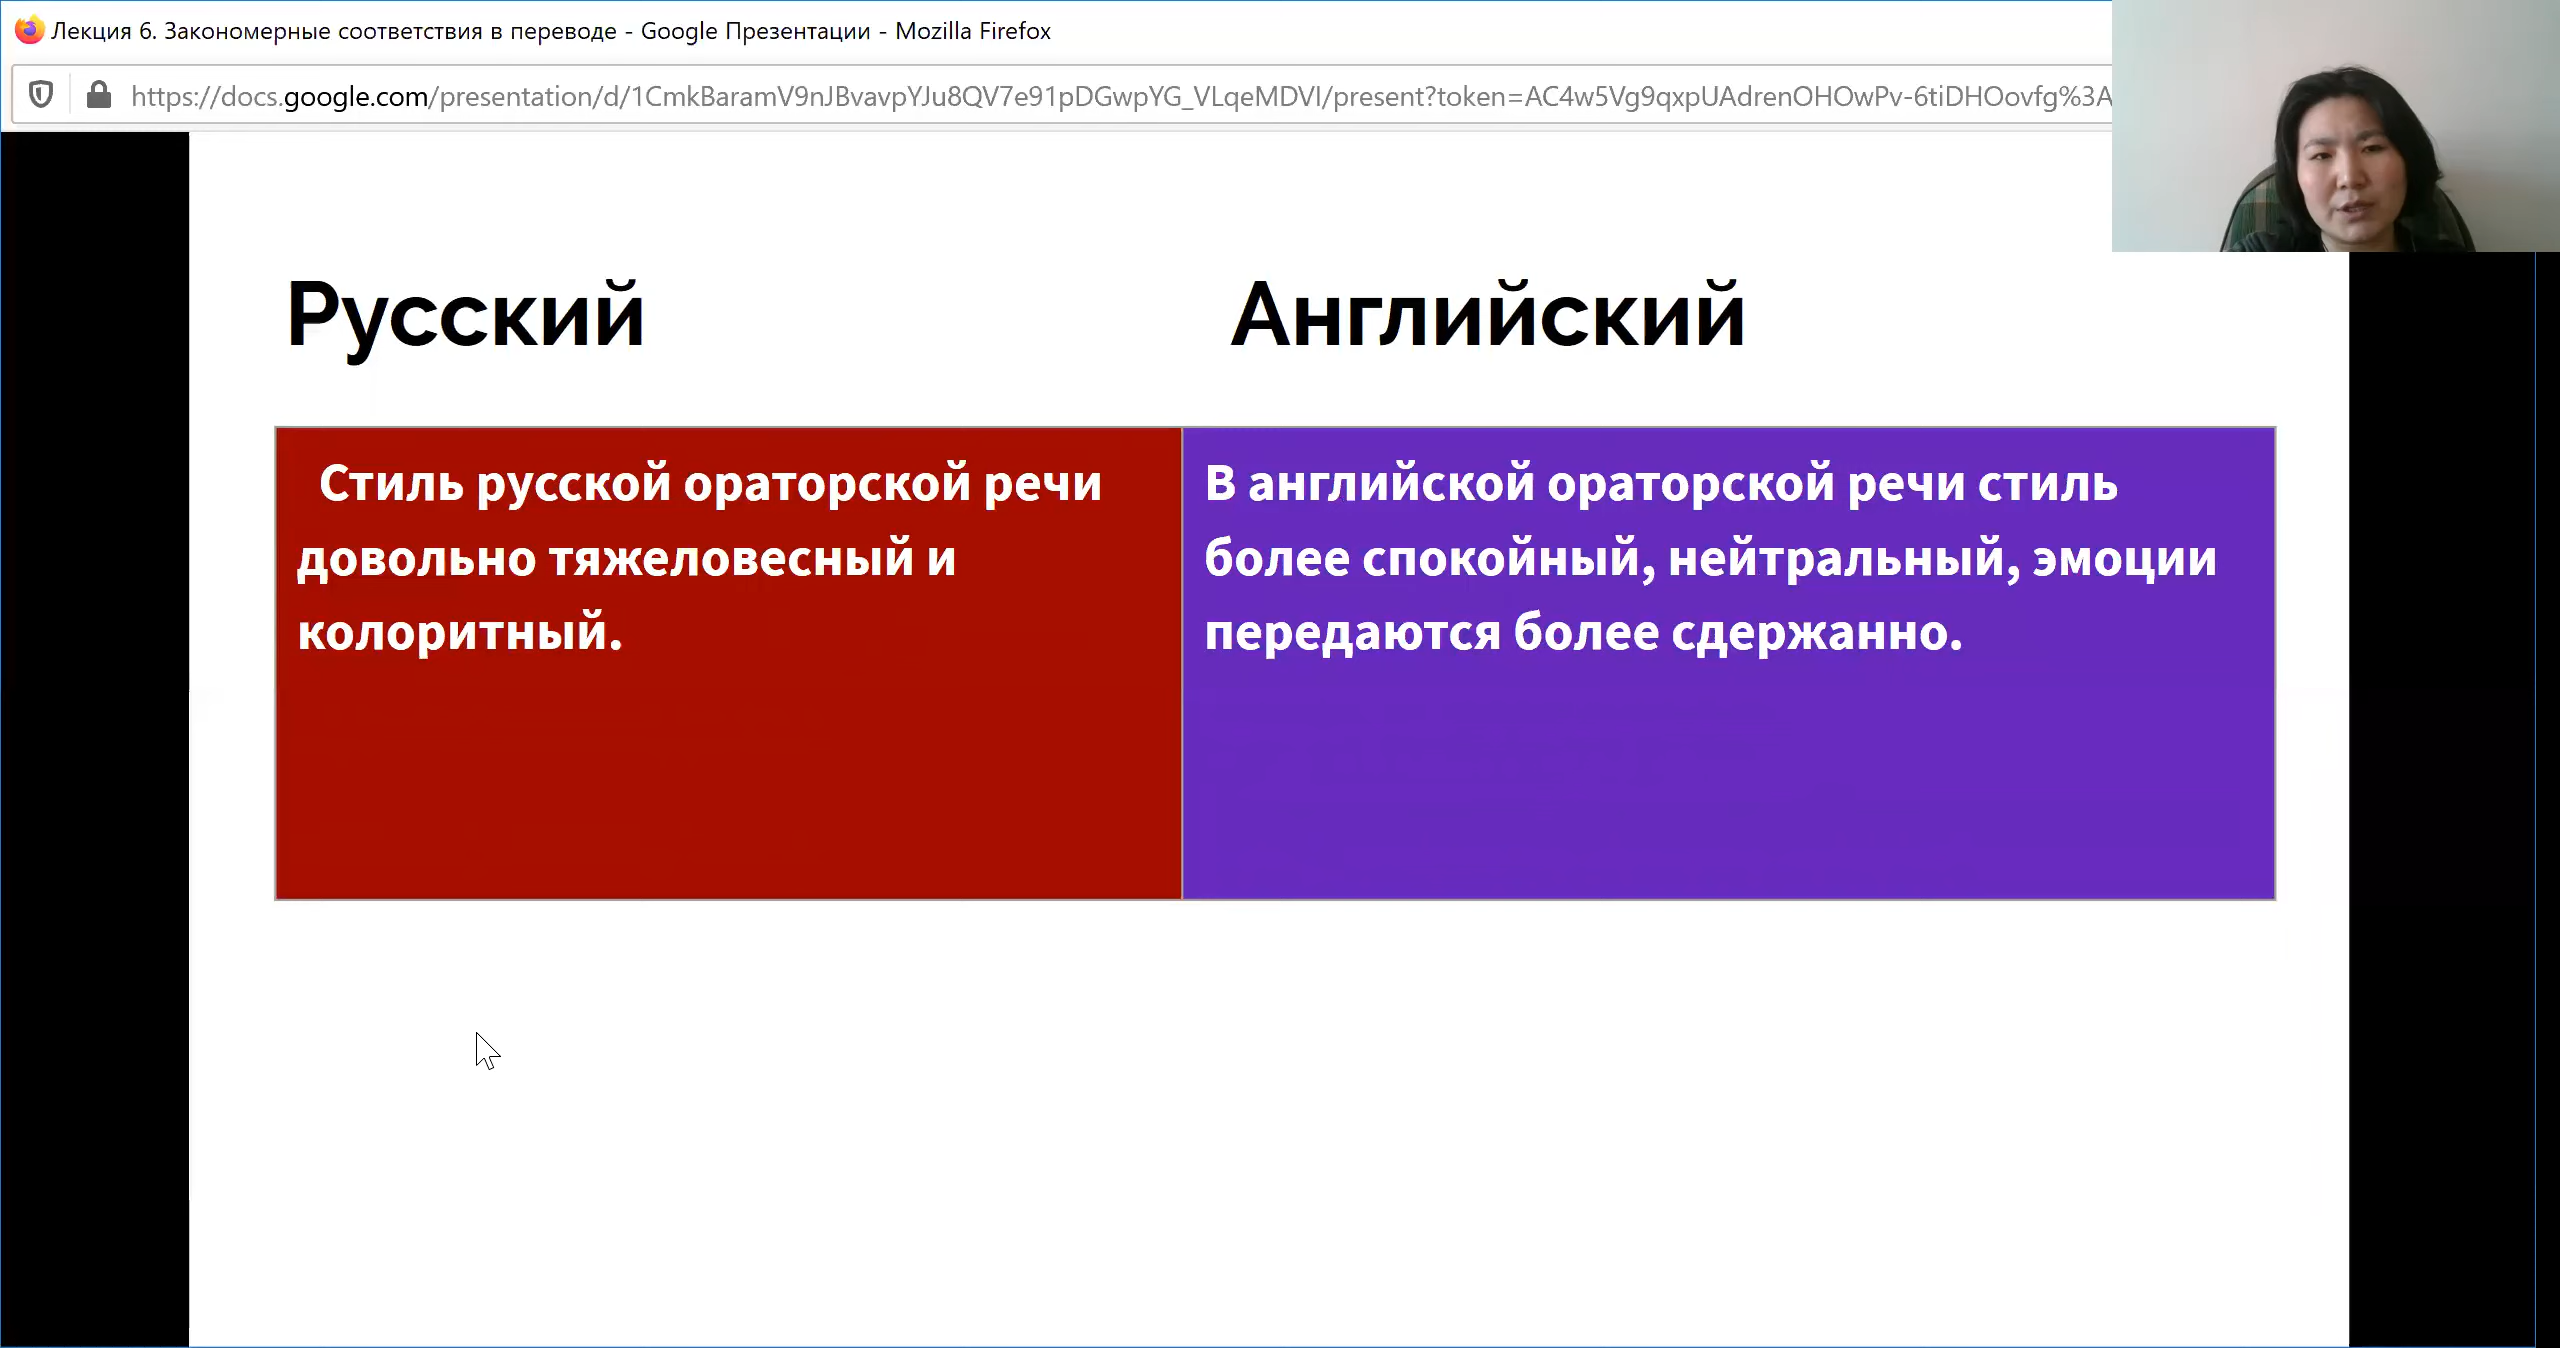 Лекция 6. Закономерные соответствия в переводе - Google Презентации - Mozilla Firefox
https://docs.google.com/presentation/d/1CmkBaramV9nJBvavpYJu8QV7e91pDGwpYG_VLqeMDVI/present?token=AC4w5Vg9qxpUAdrenOHOwPv-6tiDHOovfg%3A
Русский
Английский
Стиль русской ораторской речи
довольно тяжеловесный и
колоритный.
В английской ораторской речи стиль
более спокойный, нейтральный, эмоции
передаются более сдержанно.